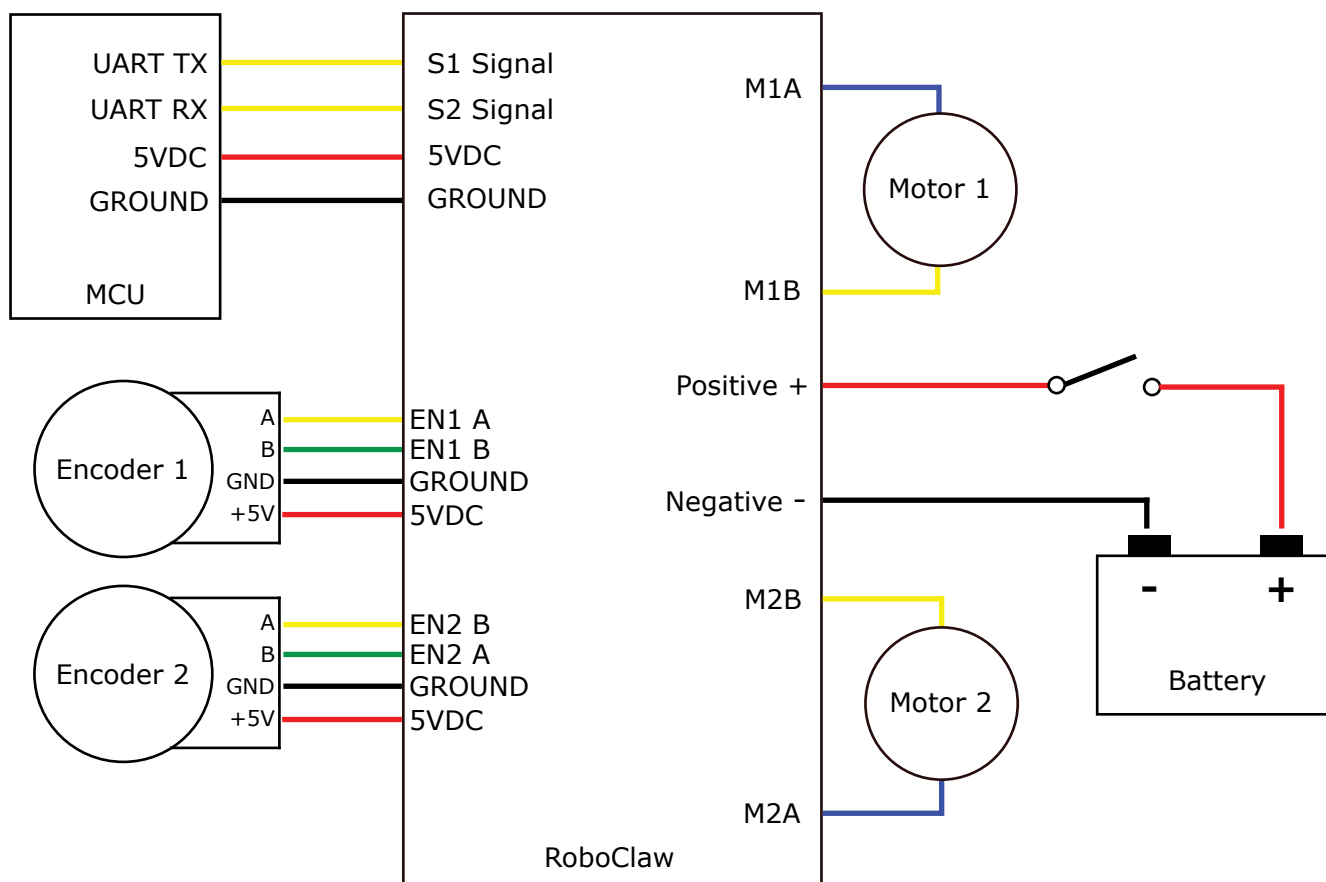 UART TX
UART RX
5VDC
GROUND
MCU
S1 Signal
S2 Signal
5VDC
GROUND
M1A
Motor 1
M1B
Encoder 1
A
B
GND
+5V
EN1 A
EN1 B
GROUND
5VDC
Positive +
Negative -
- +
Battery
Encoder 2
A
B
GND
+5V
EN2 B
EN2 A
GROUND
5VDC
M2B
Motor 2
M2A
RoboClaw